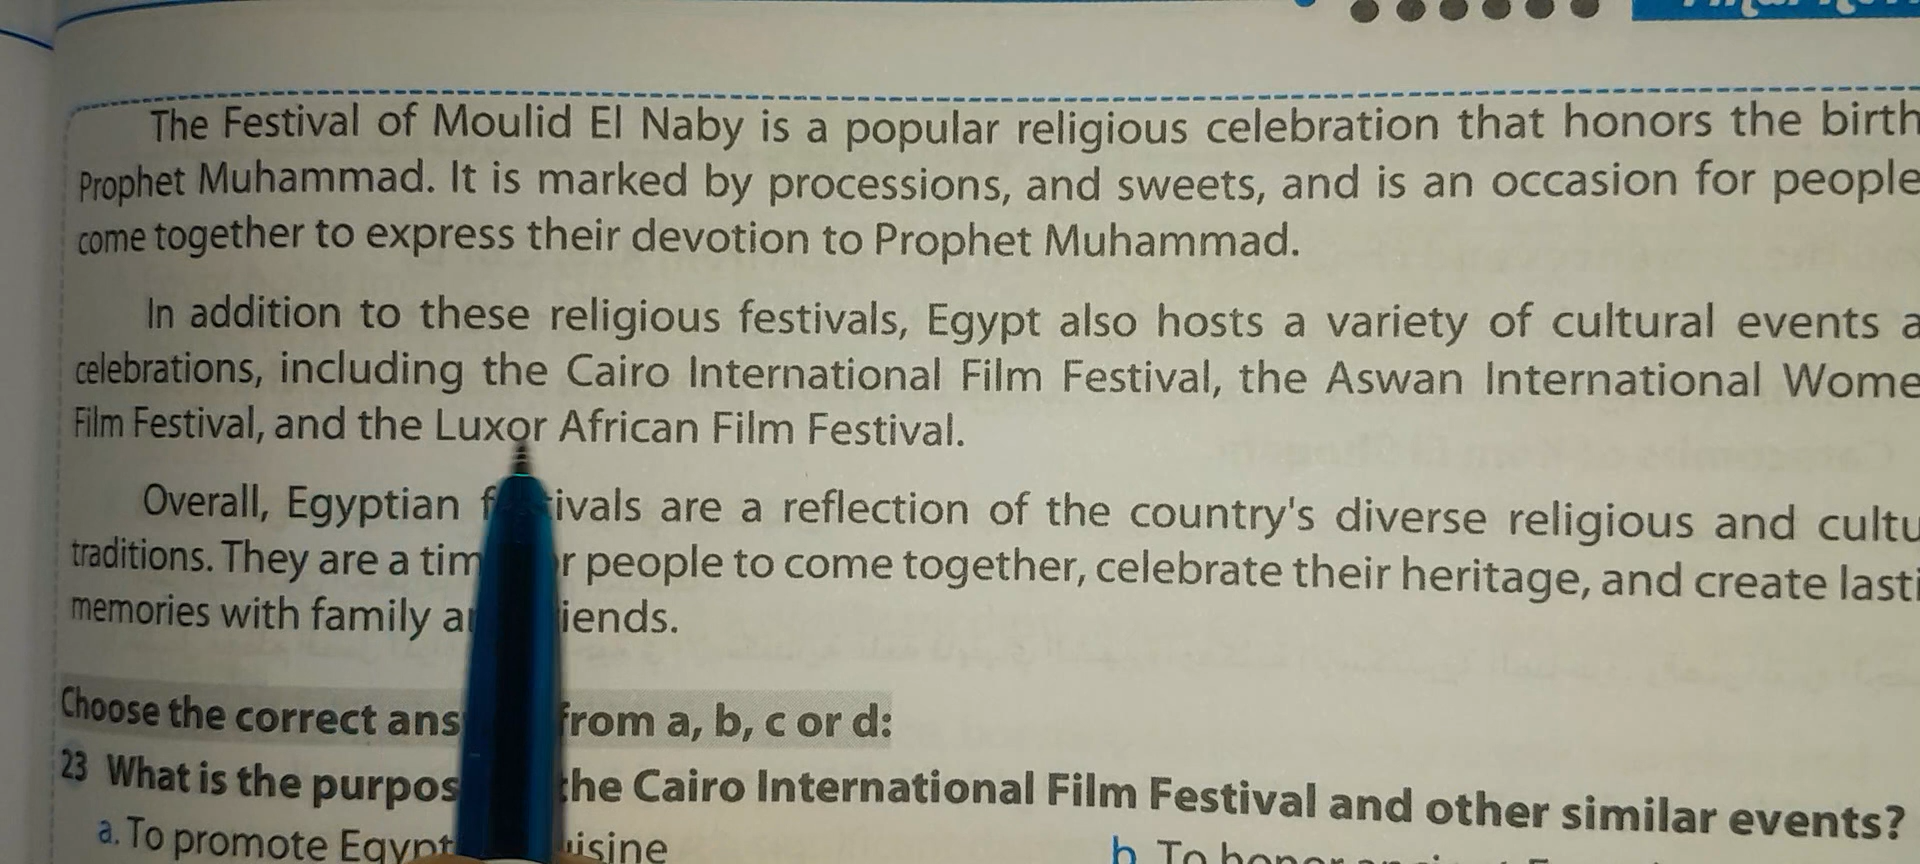 The Festival of Moulid El Naby is a popular religious celebration that honors the birth
Prophet Muhammad. It is marked by processions, and sweets, and is an occasion for people
come together to express their devotion to Prophet Muhammad.
In addition to these religious festivals, Egypt also hosts a variety of cultural events a
celebrations, including the Cairo International Film Festival, the Aswan International Wome
Film Festival, and the Luxor African Film Festival.
Overall, Egyptian f tivals are a reflection of the country's diverse religious and cultu
traditions. They are a tim r people to come together, celebrate their heritage, and create lasti
memories with family a iends.
Choose the correct ans from a, b, c or d:
23 What is the purpos the Cairo International Film Festival and other similar events?
a. To promote Egypt uisine
b To honor